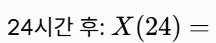 24시간 후: X(24) =